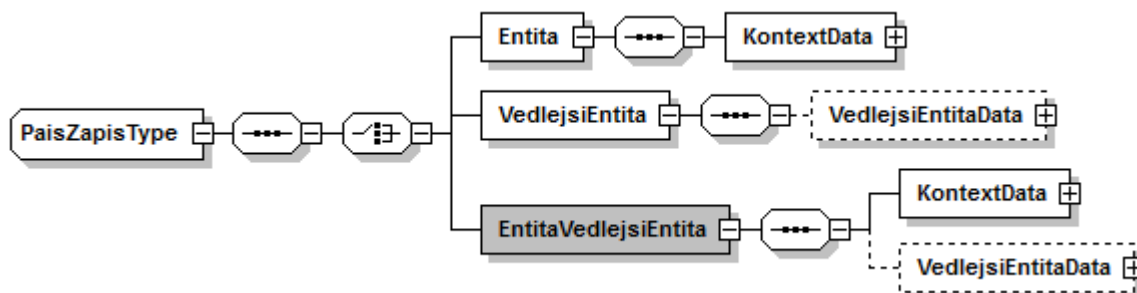 Entita
KontextData
VedlejsiEntita
VedlejsiEntitaData
PaisZapisType
EntitaVedlejsiEntita
KontextData
VedlejsiEntitaData